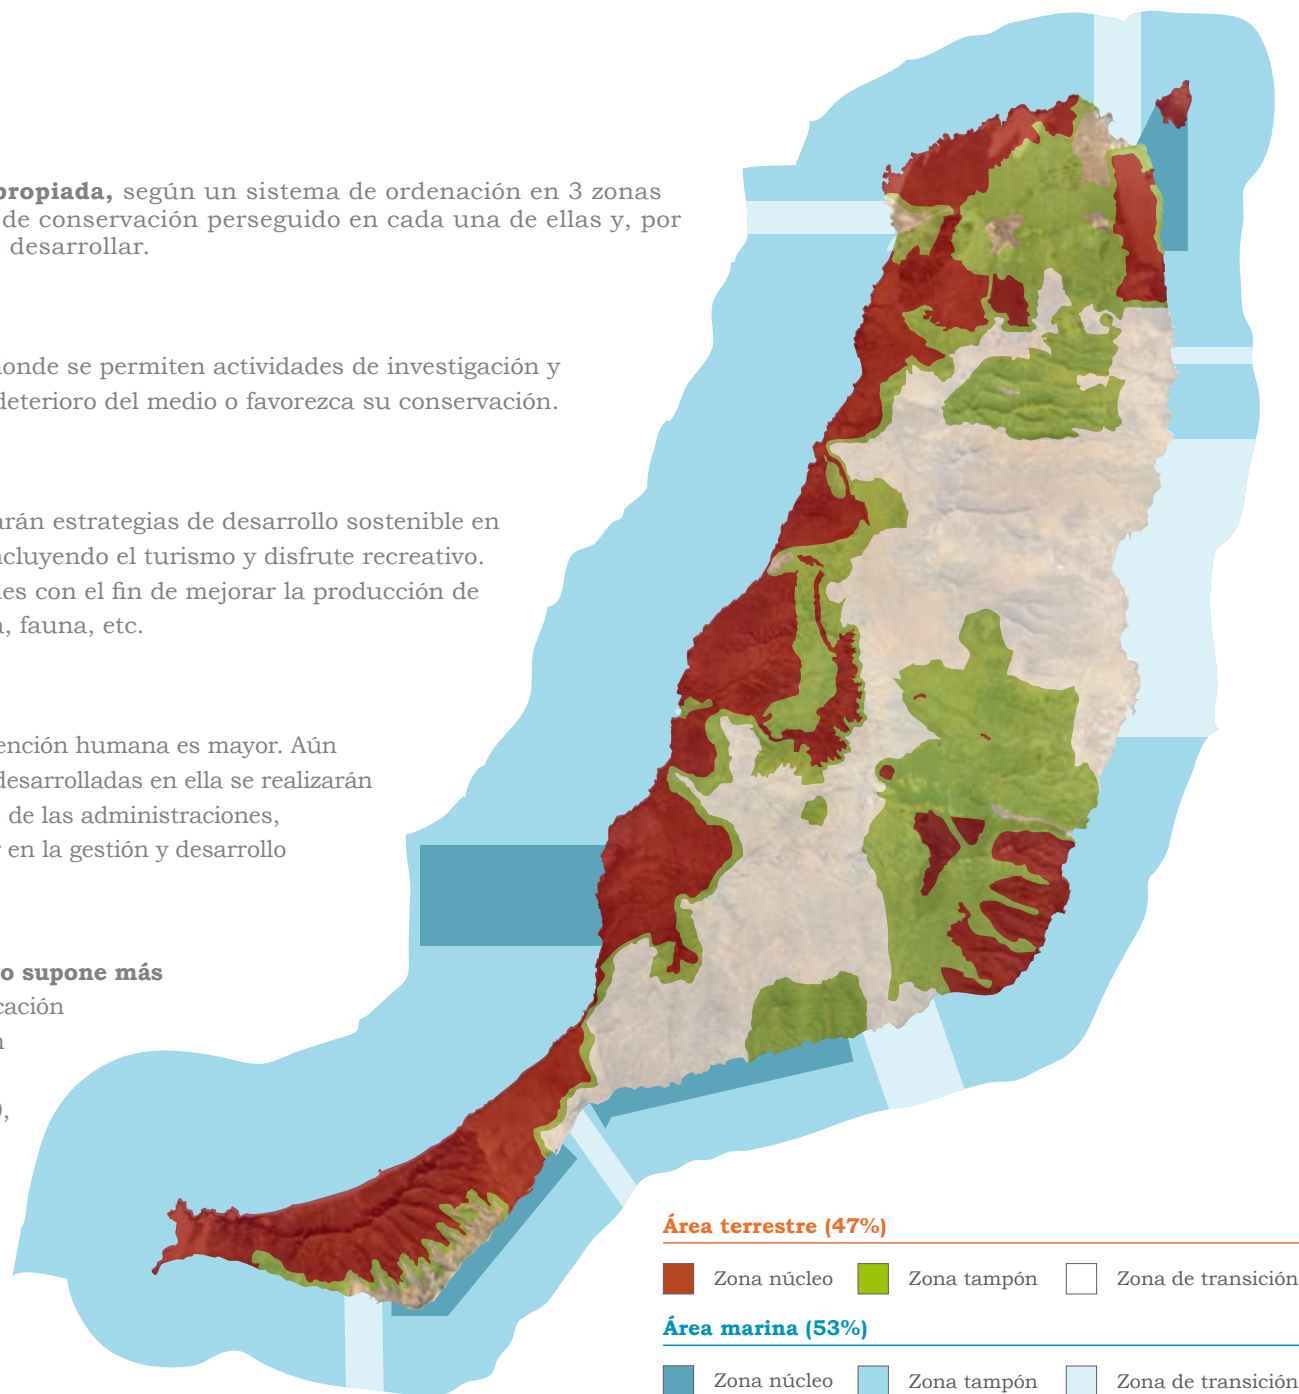 propiada, según un sistema de ordenación en 3 zonas
de conservación perseguido en cada una de ellas y, por
desarrollar.
donde se permiten actividades de investigación y
deterioro del medio o favorezca su conservación.
arán estrategias de desarrollo sostenible en
ncluyendo el turismo y disfrute recreativo.
es con el fin de mejorar la producción de
, fauna, etc.
ención humana es mayor. Aún
desarrolladas en ella se realizarán
de las administraciones,
en la gestión y desarrollo
o supone más
cación
Área terrestre (47%)
Zona núcleo Zona tampón Zona de transición
Área marina (53%)
Zona núcleo Zona tampón Zona de transición